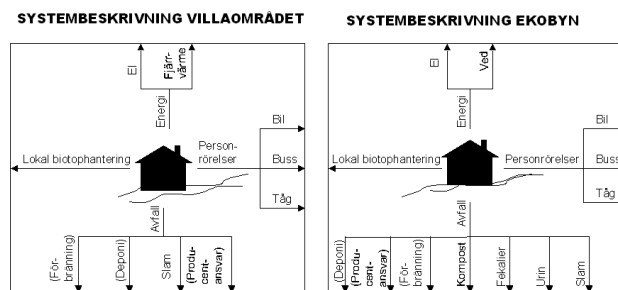 SYSTEMBESKRIVNING VILLAOMRÅDET
El
Fjärr-
värme
Energi
Lokal biotophantering
Person-
rörelser
Bil
Buss
Tåg
Avfall
(För-
bränning)
(Deponi)
Slam
(Producent-
ansvar)
SYSTEMBESKRIVNING EKOBYN
El
Ved
Energi
Lokal biotophantering
Personrörelser
Bil
Buss
Tåg
Avfall
(Deponi)
(Produ-
cent-
ansvar)
(För-
bränning)
Kompost
Fekalier
Urin
Slam